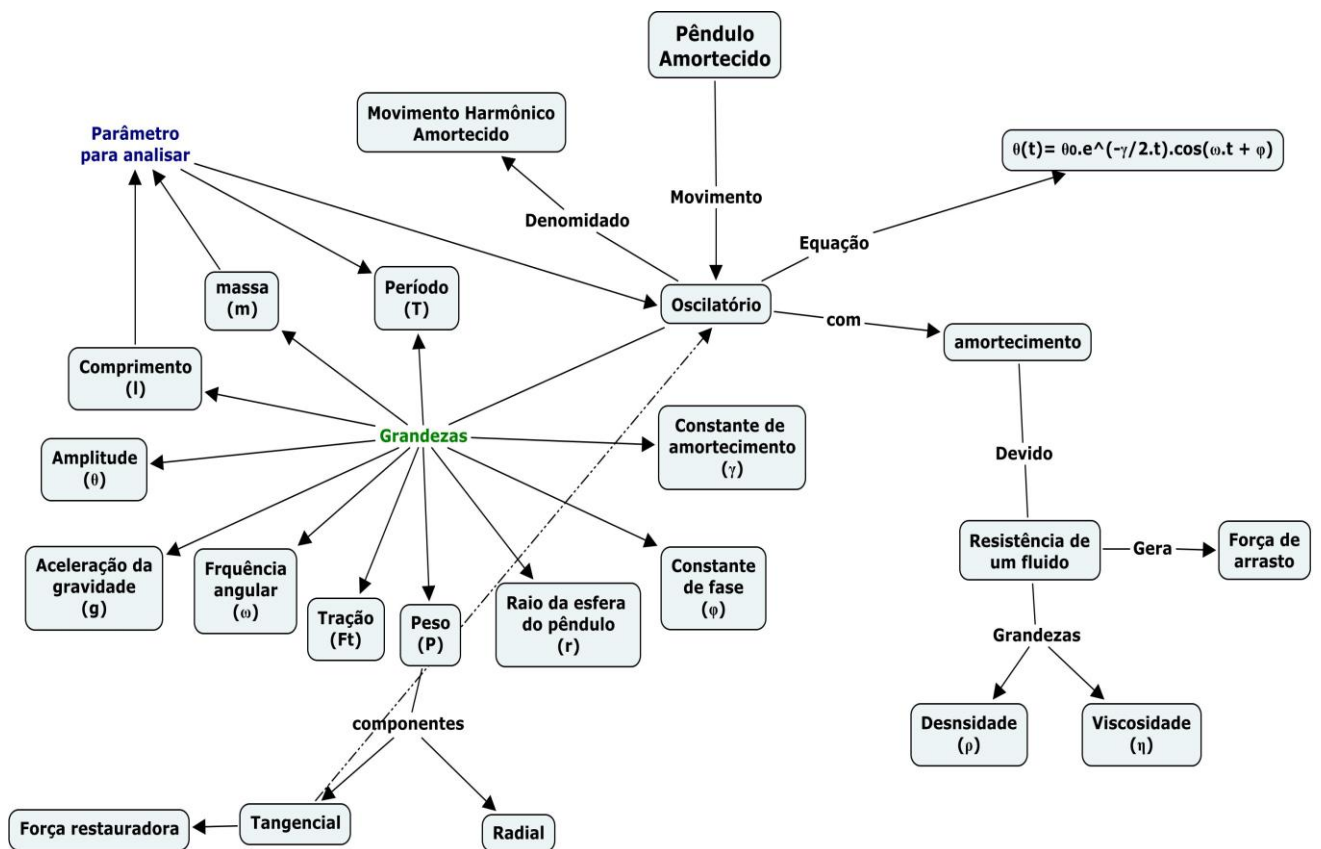 Pêndulo
Amortecido
Movimento Harmônico
Amortecido
Parâmetro
para analisar
θ(t)= θ₀.e^(-γ/2.t).cos(ω.t + φ)
Movimento
Denomidado
Equação
massa
(m)
Período
(T)
Oscilatório
com
amortecimento
Comprimento
(l)
Grandezas
Constante de
amortecimento
(γ)
Amplitude
(θ)
Devido
Aceleração da
gravidade
(g)
Frquência
angular
(ω)
Tração
(Ft)
Peso
(P)
Raio da esfera
do pêndulo
(r)
Constante
de fase
(φ)
Resistência de
um fluido
Gera
Força de
arrasto
Grandezas
Desnsidade
(ρ)
Viscosidade
(η)
componentes
Força restauradora
Tangencial
Radial